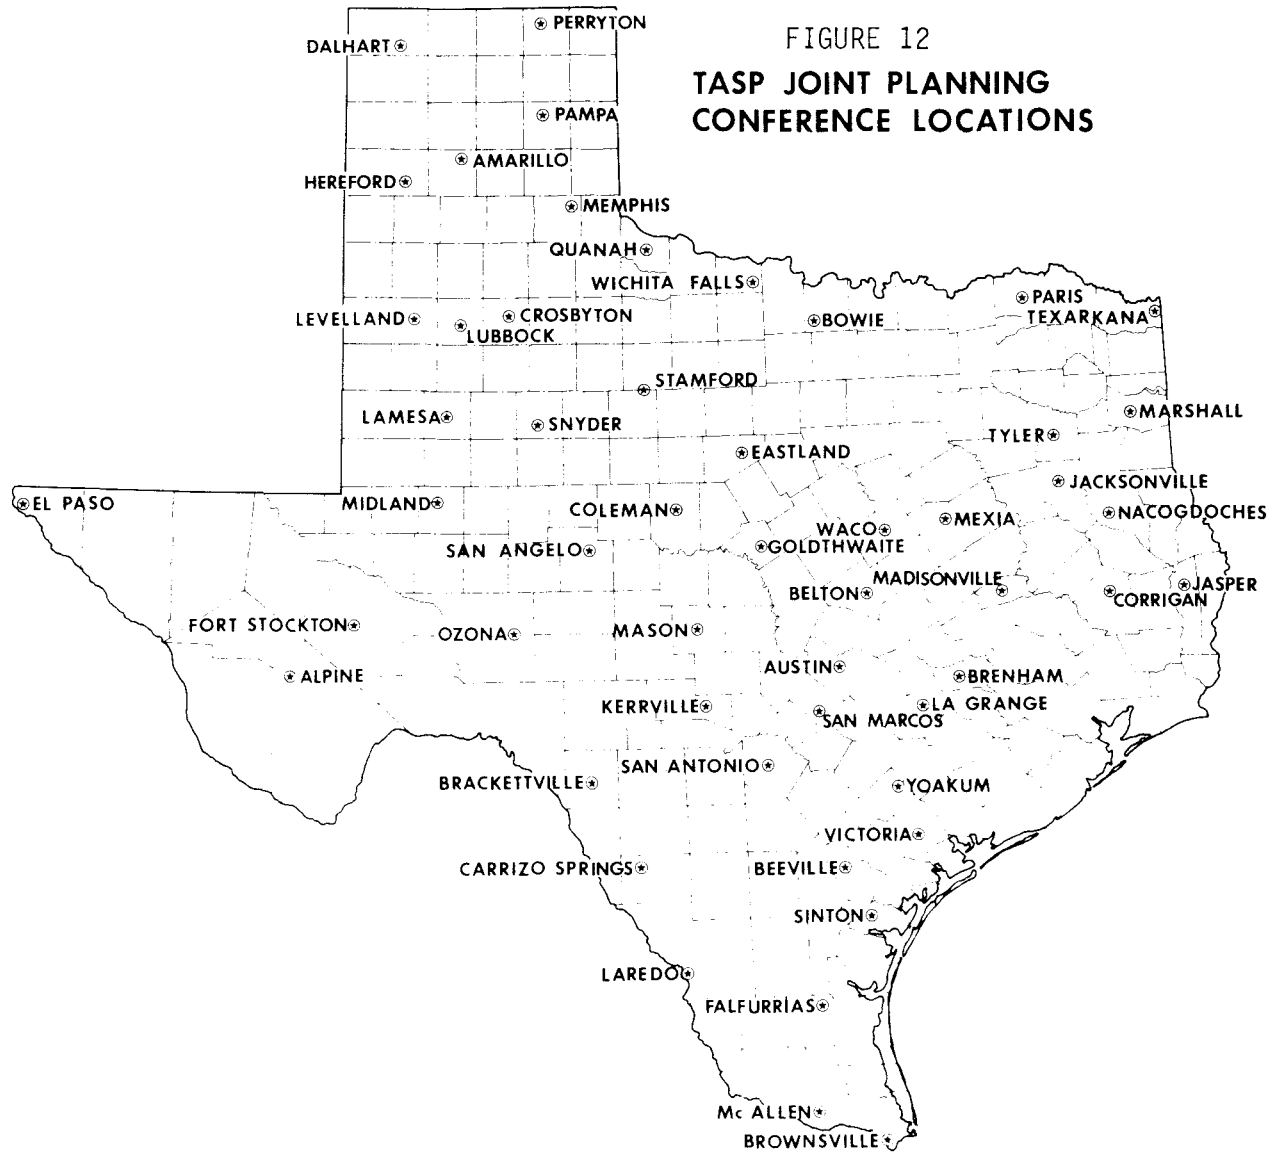 FIGURE 12
TASP JOINT PLANNING
CONFERENCE LOCATIONS
PERRYTON
DALHART
PAMPA
AMARILLO
HEREFORD
MEMPHIS
QUANAH
WICHITA FALLS
PARIS
TEXARKANA
LEVELLAND
CROSBYTON
LUBBOCK
BOWIE
STAMFORD
LAMESA
SNYDER
MARSHALL
TYLER
EASTLAND
JACKSONVILLE
EL PASO
MIDLAND
COLEMAN
NACOGDOCHES
MEXIA
WACO
GOLDTHWAITE
SAN ANGELO
MADISONVILLE
BELTON
JASPER
CORRIGAN
FORT STOCKTON
OZONA
MASON
AUSTIN
ALPINE
BRENHAM
KERRVILLE
LA GRANGE
SAN MARCOS
SAN ANTONIO
BRACKETTVILLE
YOAKUM
VICTORIA
CARRIZO SPRINGS
BEEVILLE
SINTON
LAREDO
FALFURRIAS
Mc ALLEN
BROWNSVILLE